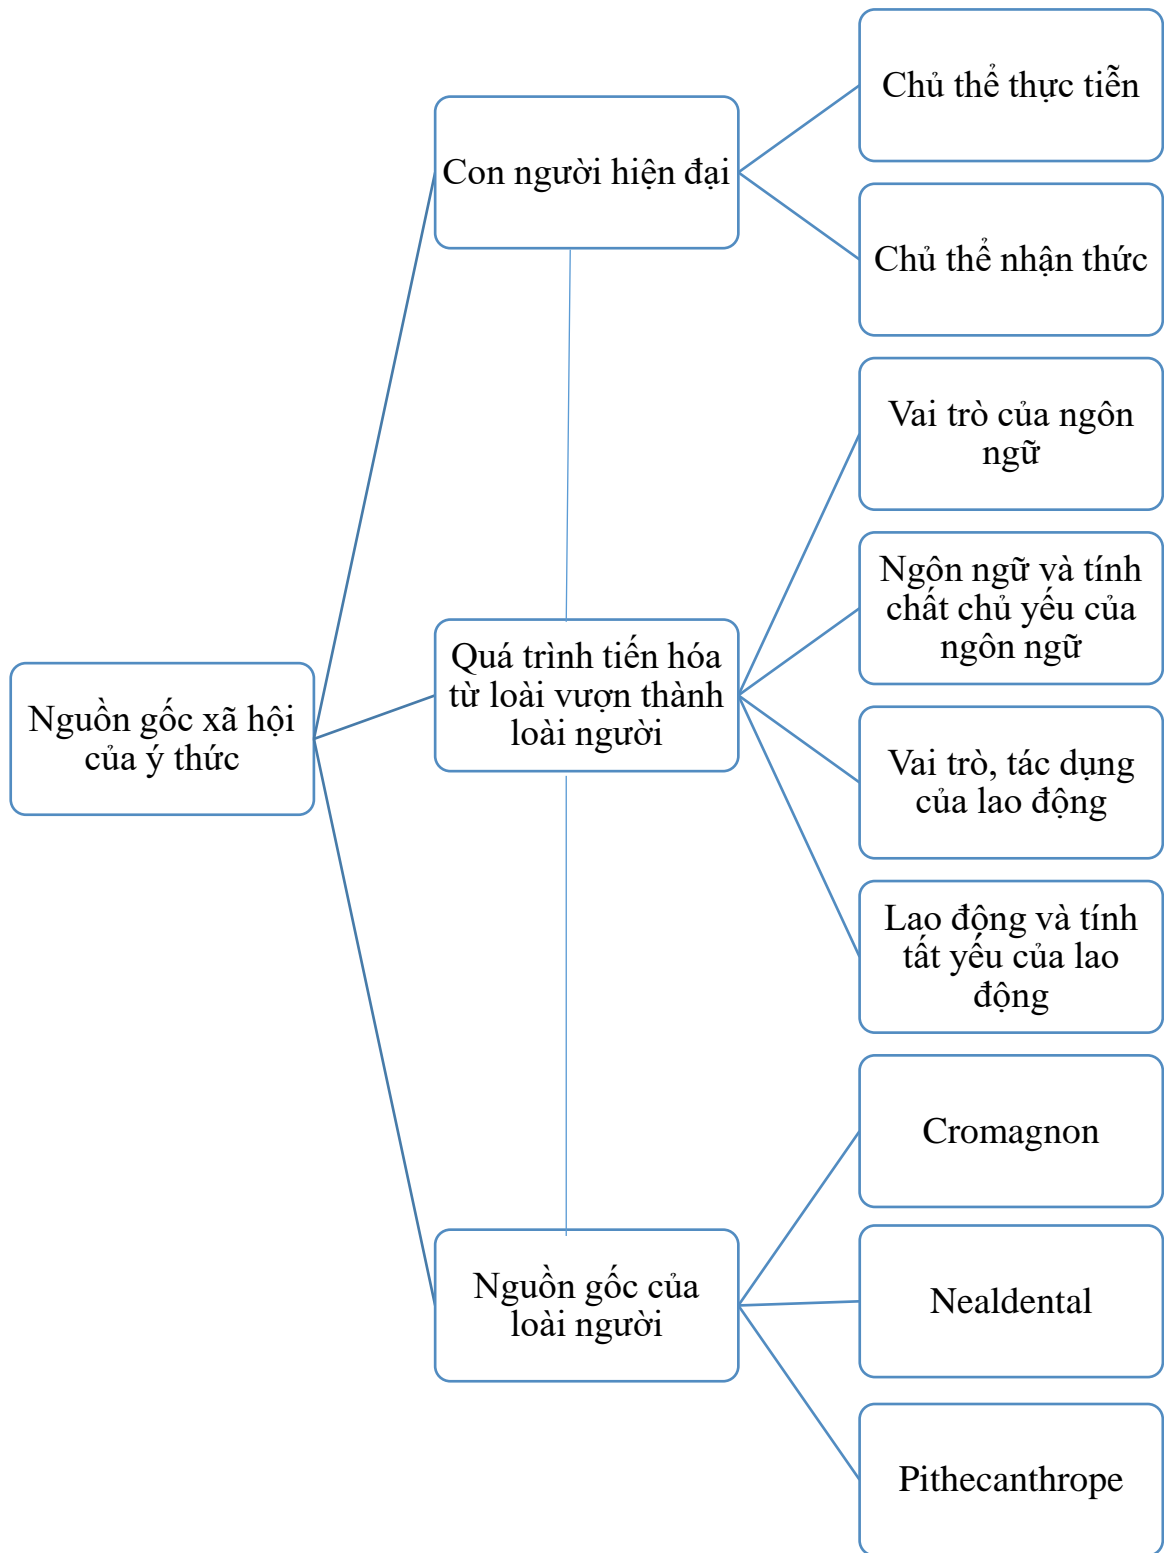 Nguồn gốc xã hội
của ý thức
Con người hiện đại
Chủ thể thực tiễn
Chủ thể nhận thức
Quá trình tiến hóa
từ loài vượn thành
loài người
Vai trò của ngôn
ngữ
Ngôn ngữ và tính
chất chủ yếu của
ngôn ngữ
Vai trò, tác dụng
của lao động
Lao động và tính
tất yếu của lao
động
Nguồn gốc của
loài người
Cromagnon
Nealdental
Pithecanthrope